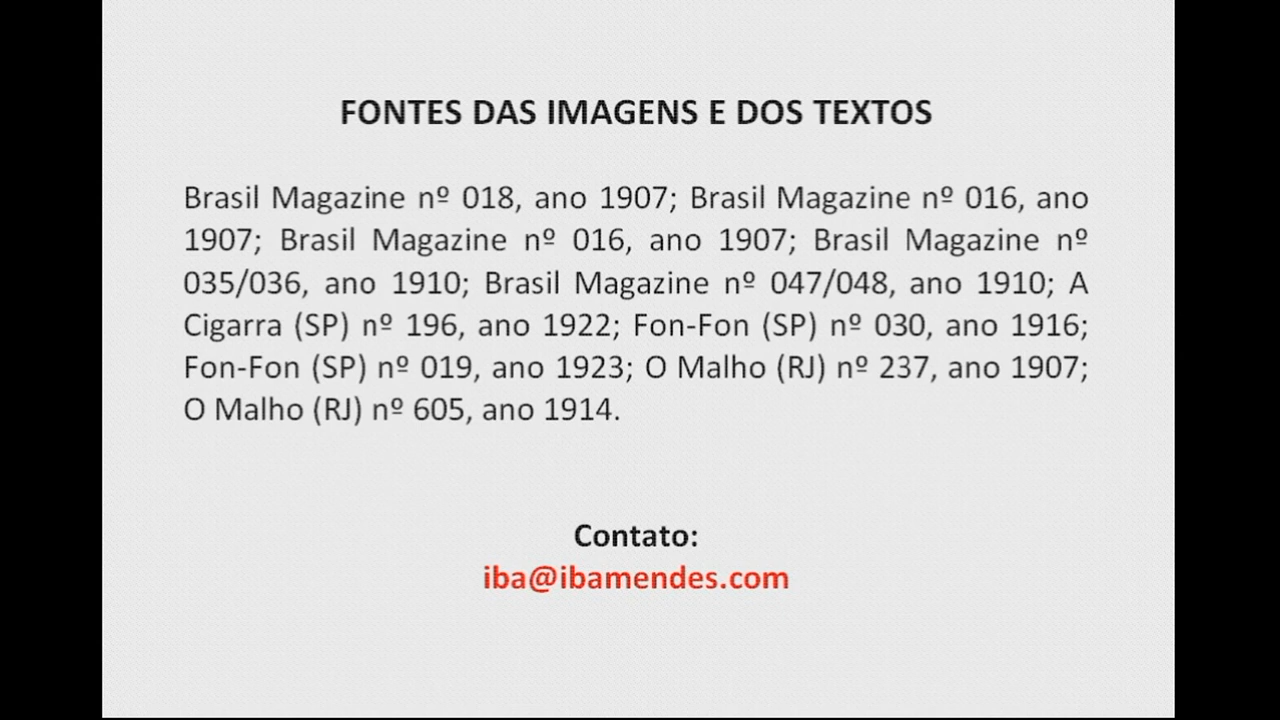 FONTES DAS IMAGENS E DOS TEXTOS
Brasil Magazine nº 018, ano 1907; Brasil Magazine nº 016, ano
1907; Brasil Magazine nº 016, ano 1907; Brasil Magazine nº
035/036, ano 1910; Brasil Magazine nº 047/048, ano 1910; A
Cigarra (SP) nº 196, ano 1922; Fon-Fon (SP) nº 030, ano 1916;
Fon-Fon (SP) nº 019, ano 1923; O Malho (RJ) nº 237, ano 1907;
O Malho (RJ) nº 605, ano 1914.
Contato:
iba@ibamendes.com